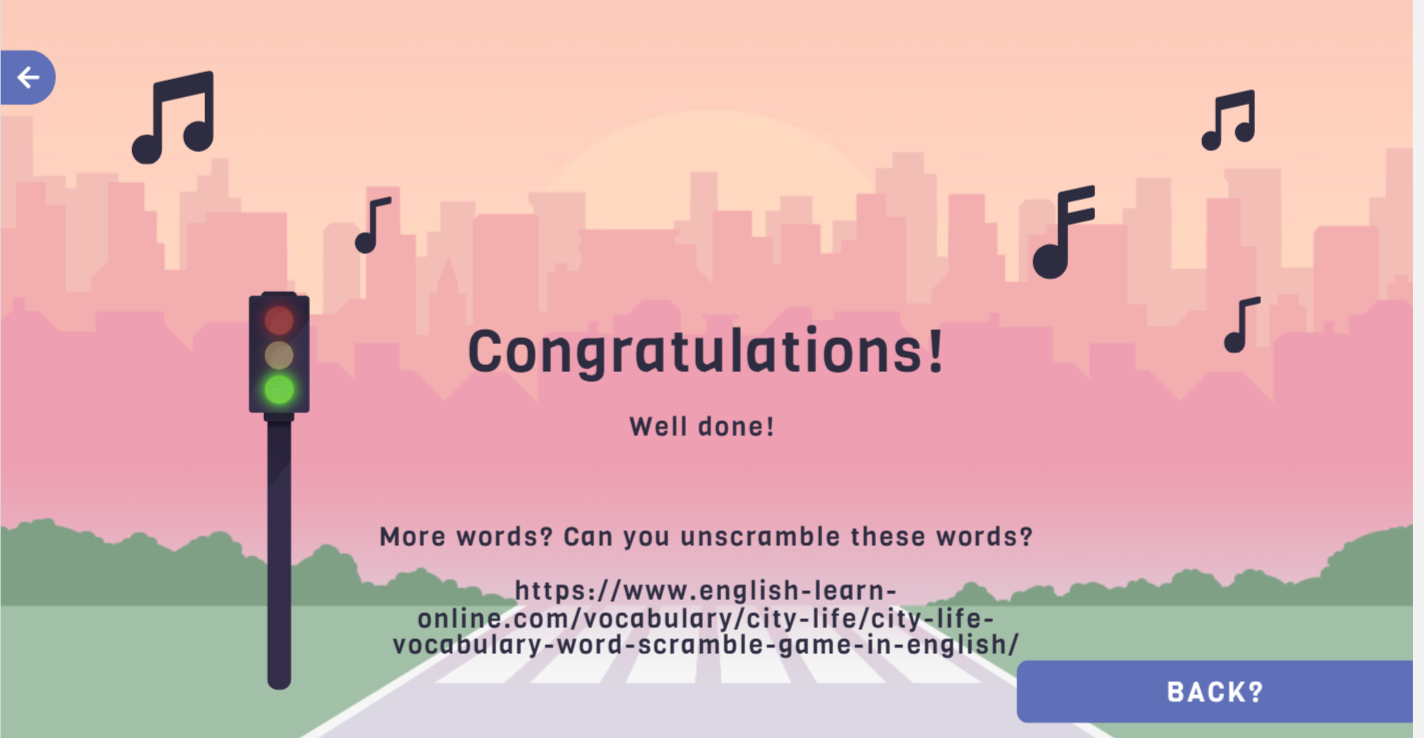 Congratulations!
Well done!
More words? Can you unscramble these words?
https://www.english-learn-
online.com/vocabulary/city-life/city-life-
vocabulary-word-scramble-game-in-english/
BACK?